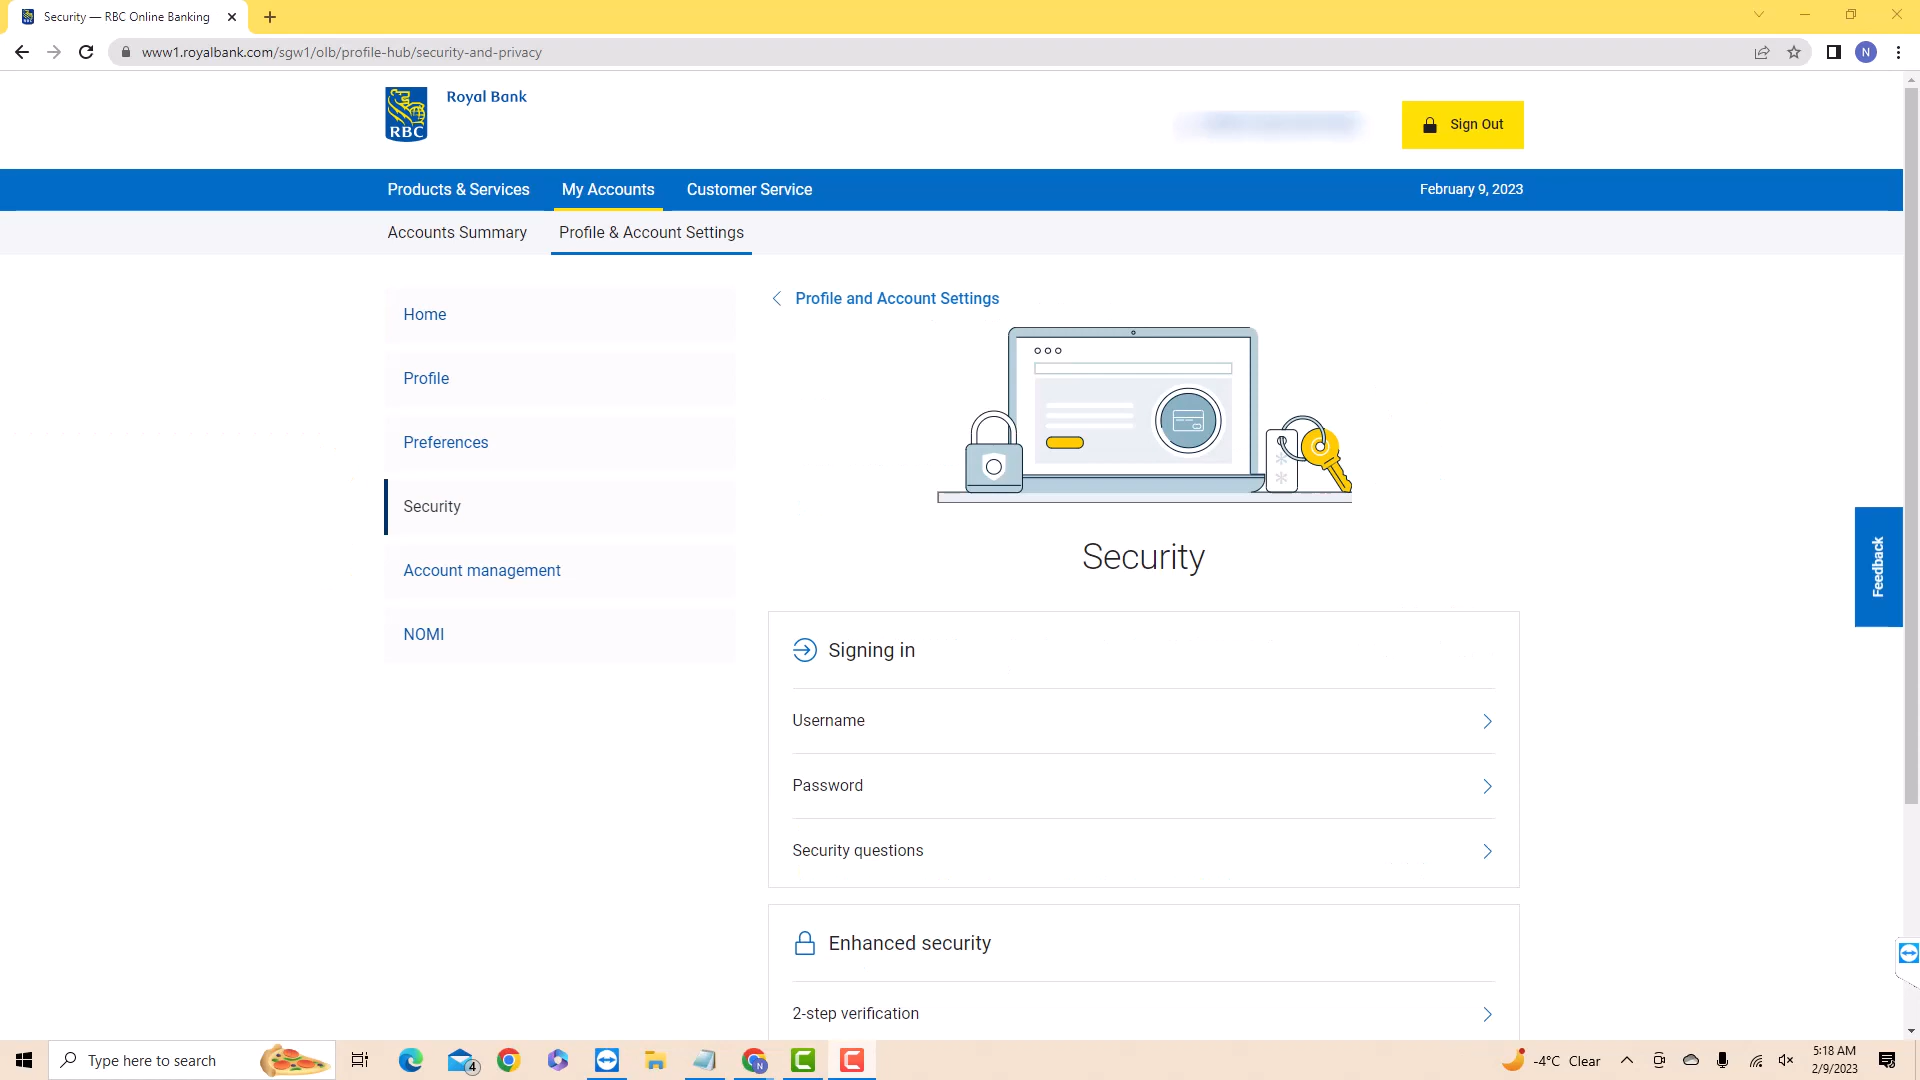 Security — RBC Online Banking
www1.royalbank.com/sgw1/olb/profile-hub/security-and-privacy
N
RBC
Royal Bank
Sign Out
Products & Services
My Accounts
Customer Service
February 9, 2023
Accounts Summary
Profile & Account Settings
Home
Profile
Preferences
Security
Account management
NOMI
Profile and Account Settings
Security
Signing in
Username
Password
Security questions
Enhanced security
2-step verification
Feedback
Type here to search
4
N
-4°C Clear
5:18 AM
2/9/2023